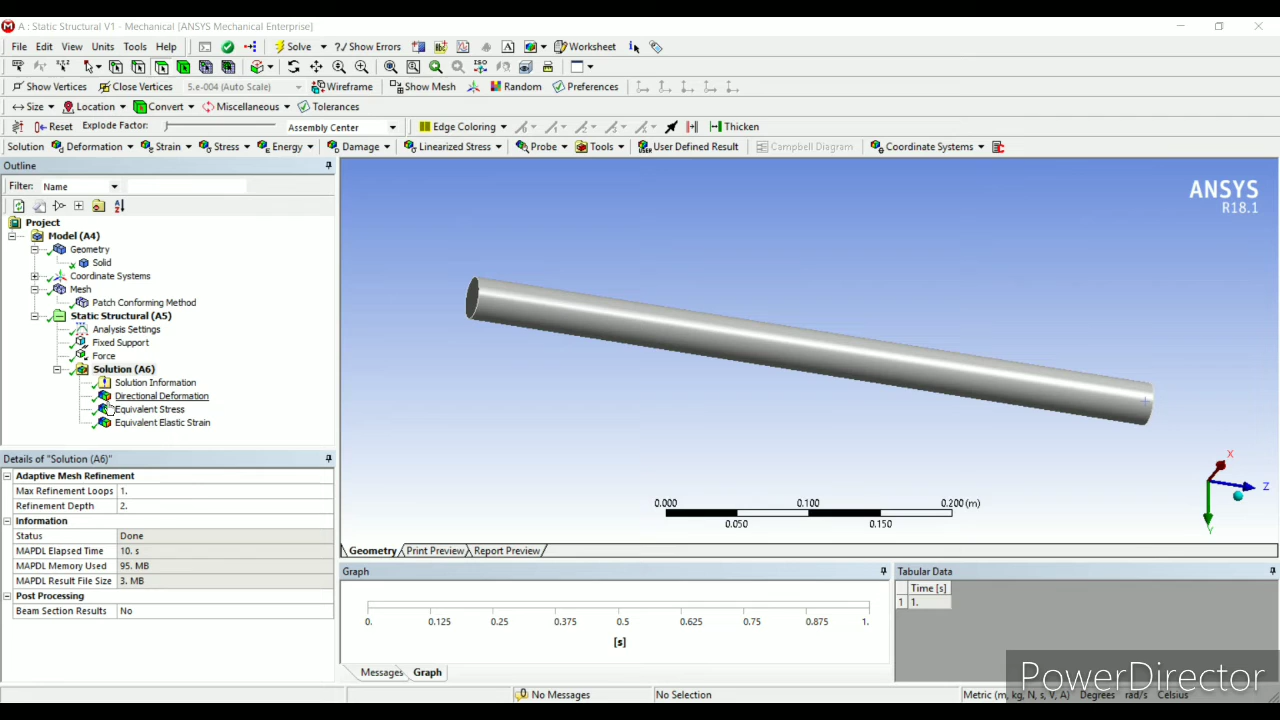 A : Static Structural V1 - Mechanical [ANSYS Mechanical Enterprise]
File Edit View Units Tools Help Solve ?/ Show Errors Worksheet
Show Vertices Close Vertices 5.e-004 (Auto Scale) Wireframe Show Mesh Random Preferences
Size Location Convert Miscellaneous Tolerances
Reset Explode Factor: Assembly Center Edge Coloring Thicken
Solution Deformation Strain Stress Energy Damage Linearized Stress Probe Tools User Defined Result Campbell Diagram Coordinate Systems
Outline
Filter: Name
Project
Model (A4)
Geometry
Solid
Coordinate Systems
Mesh
Patch Conforming Method
Static Structural (A5)
Analysis Settings
Fixed Support
Force
Solution (A6)
Solution Information
Directional Deformation
Equivalent Stress
Equivalent Elastic Strain
Details of "Solution (A6)"
Adaptive Mesh Refinement
Max Refinement Loops 1.
Refinement Depth 2.
Information
Status Done
MAPDL Elapsed Time 10. s
MAPDL Memory Used 95. MB
MAPDL Result File Size 3. MB
Post Processing
Beam Section Results No
ANSYS
R18.1
X
Z
Y
0.000 0.100 0.200 (m)
0.050 0.150
Geometry Print Preview Report Preview
Graph
0. 0.125 0.25 0.375 0.5 0.625 0.75 0.875 1.
[s]
Messages Graph
Tabular Data
Time [s]
1 1.
PowerDirector
0 No Messages No Selection Metric (m, kg, N, s, V, A) Degrees rad/s Celsius